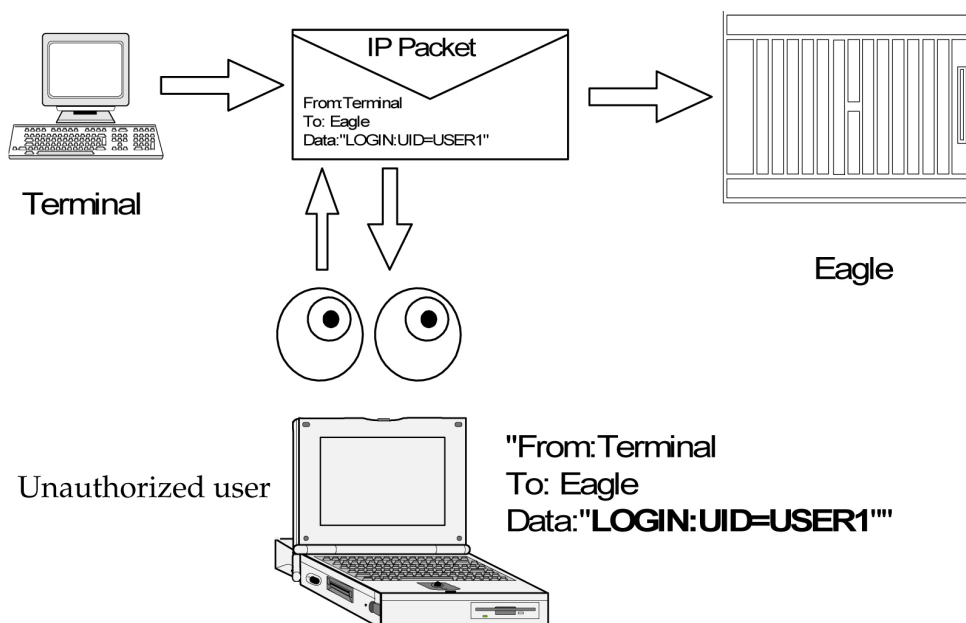 IP Packet
From:Terminal
To: Eagle
Data:"LOGIN:UID=USER1"
Terminal
Eagle
Unauthorized user
"From:Terminal
To: Eagle
Data:"LOGIN:UID=USER1""